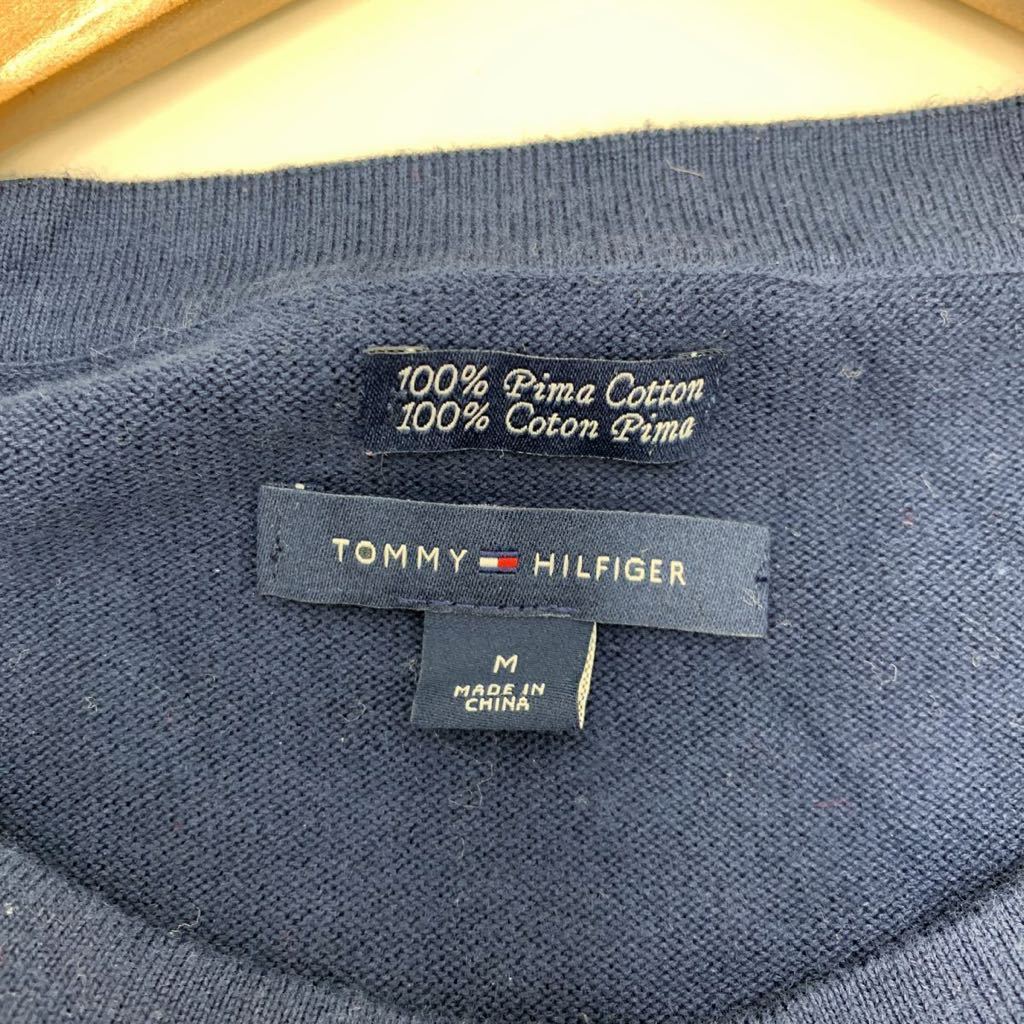 100% Pima Cotton
100% Coton Pima
TOMMY HILFIGER
M
MADE IN
CHINA